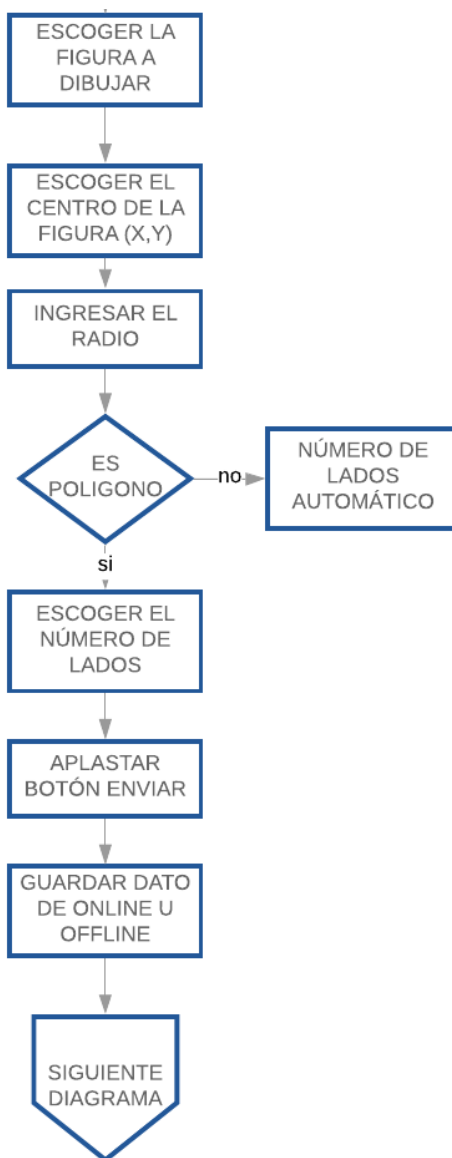 ESCOGER LA
FIGURA A
DIBUJAR
ESCOGER EL
CENTRO DE LA
FIGURA (X,Y)
INGRESAR EL
RADIO
ES
POLIGONO
no
NÚMERO DE
LADOS
AUTOMÁTICO
si
ESCOGER EL
NÚMERO DE
LADOS
APLASTAR
BOTÓN ENVIAR
GUARDAR DATO
DE ONLINE U
OFFLINE
SIGUIENTE
DIAGRAMA